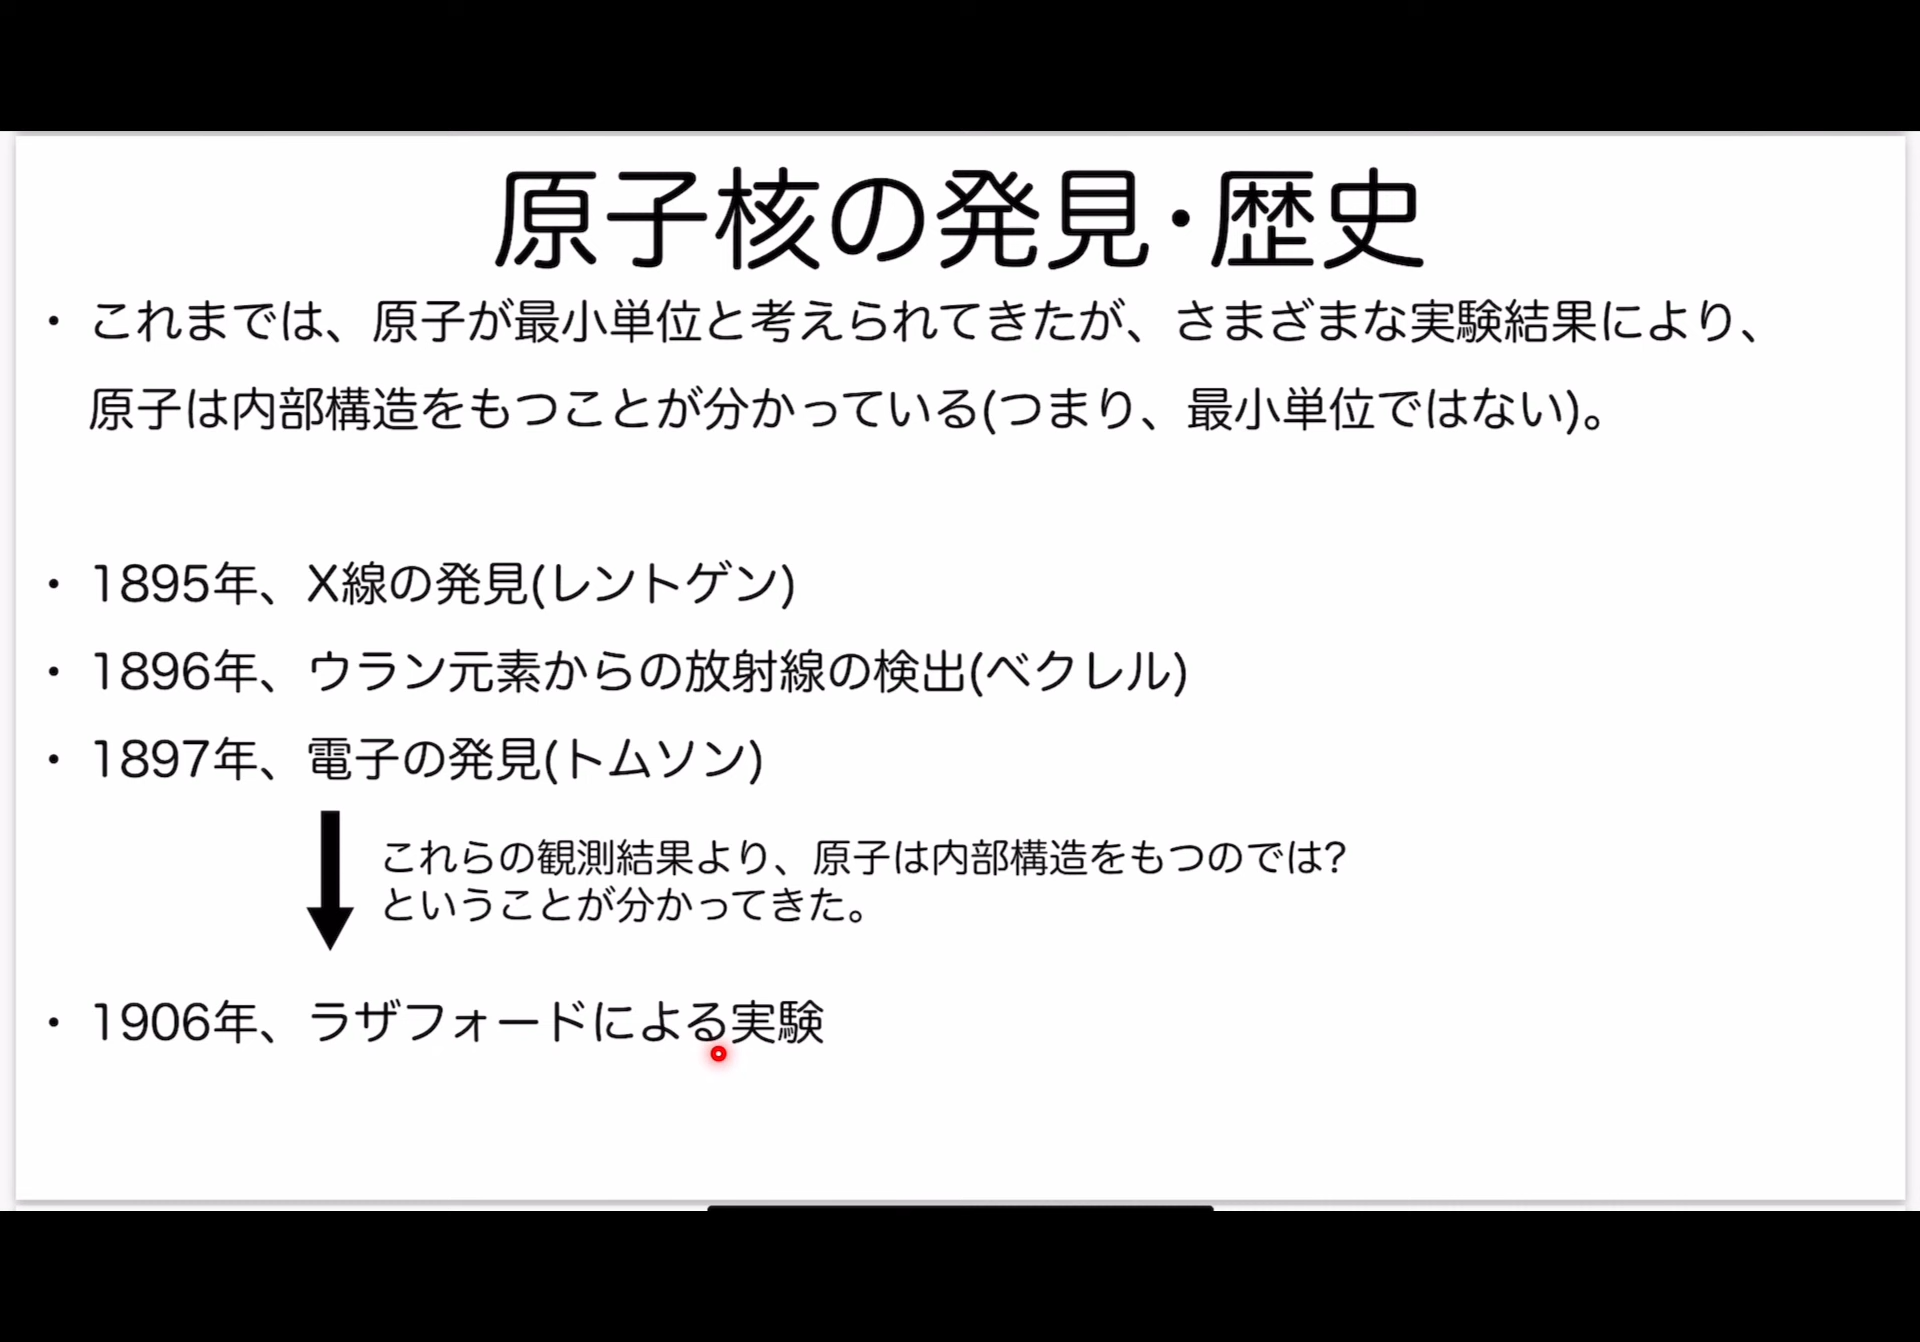 原子核の発見・歴史
・これまでは、原子が最小単位と考えられてきたが、さまざまな実験結果により、
原子は内部構造をもつことが分かっている(つまり、最小単位ではない)。
・1895年、X線の発見(レントゲン)
・1896年、ウラン元素からの放射線の検出(ベクレル)
・1897年、電子の発見(トムソン)
これらの観測結果より、原子は内部構造をもつのでは?
ということが分かってきた。
・1906年、ラザフォードによる実験